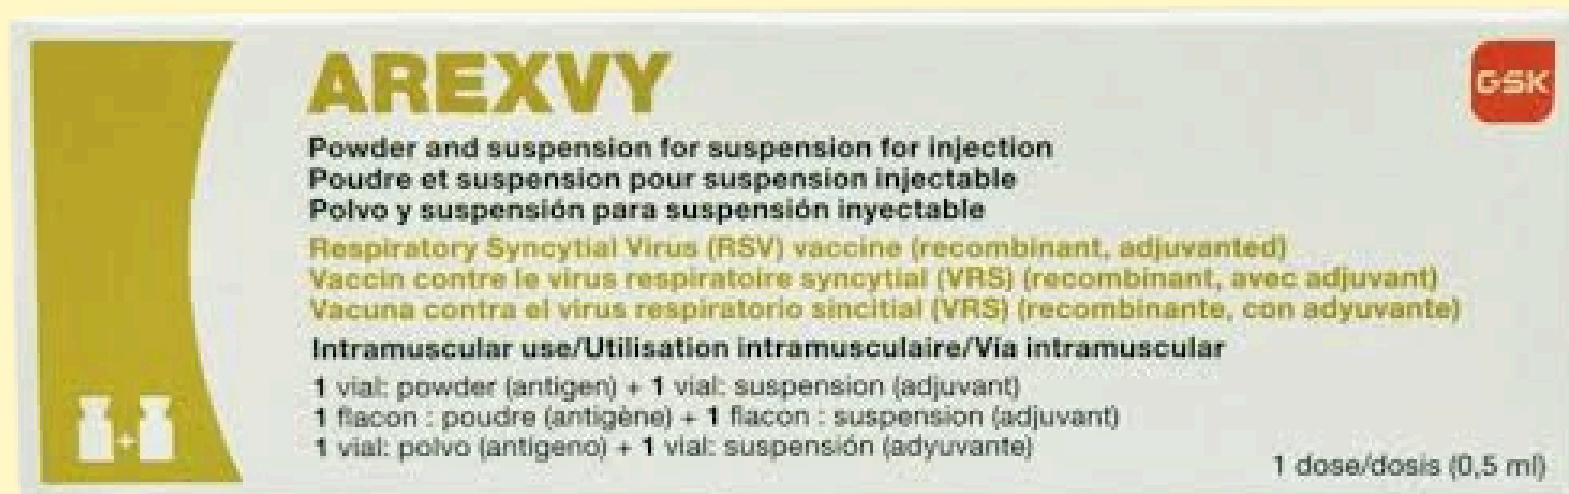 AREXVY
GSK
Powder and suspension for suspension for injection
Poudre et suspension pour suspension injectable
Polvo y suspensión para suspensión inyectable
Respiratory Syncytial Virus (RSV) vaccine (recombinant, adjuvanted)
Vaccin contre le virus respiratoire syncytial (VRS) (recombinant, avec adjuvant)
Vacuna contra el virus respiratorio sincitial (VRS) (recombinante, con adyuvante)
Intramuscular use/Utilisation intramusculaire/Vía intramuscular
1 vial: powder (antigen) + 1 vial: suspension (adjuvant)
1 flacon : poudre (antigène) + 1 flacon : suspension (adjuvant)
1 vial: polvo (antígeno) + 1 vial: suspensión (adyuvante)
+
1 dose/dosis (0,5 ml)